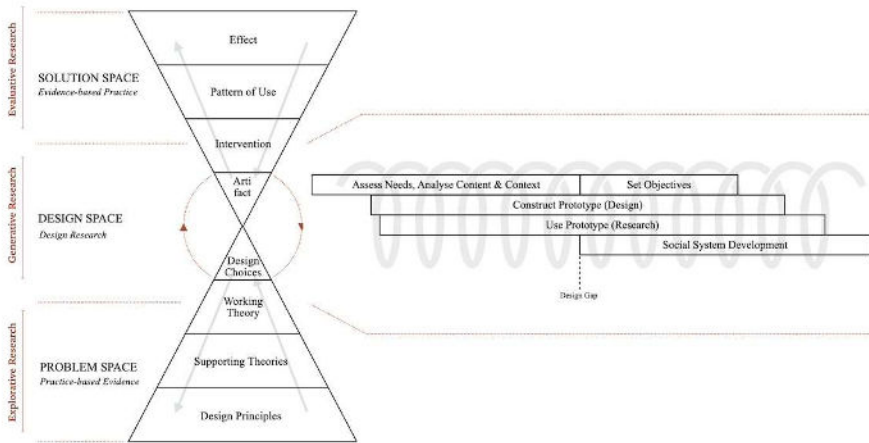 Evaluative Research
SOLUTION SPACE
Evidence-based Practice
Generative Research
DESIGN SPACE
Design Research
Explorative Research
PROBLEM SPACE
Practice-based Evidence
Effect
Pattern of Use
Intervention
Arti
fact
Design
Choices
Working
Theory
Supporting Theories
Design Principles
Assess Needs, Analyse Content & Context
Set Objectives
Construct Prototype (Design)
Use Prototype (Research)
Social System Development
Design Gap